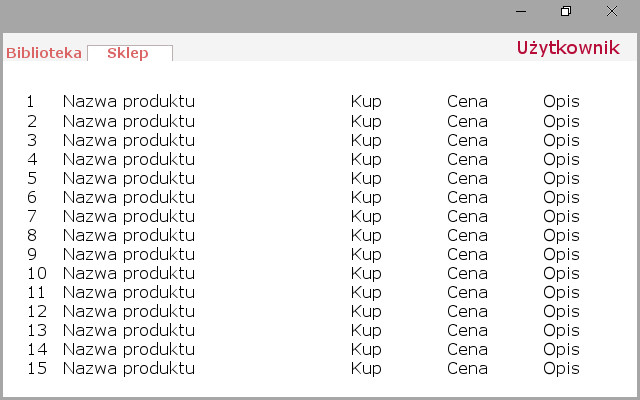 Użytkownik
Biblioteka Sklep
1 Nazwa produktu Kup Cena Opis
2 Nazwa produktu Kup Cena Opis
3 Nazwa produktu Kup Cena Opis
4 Nazwa produktu Kup Cena Opis
5 Nazwa produktu Kup Cena Opis
6 Nazwa produktu Kup Cena Opis
7 Nazwa produktu Kup Cena Opis
8 Nazwa produktu Kup Cena Opis
9 Nazwa produktu Kup Cena Opis
10 Nazwa produktu Kup Cena Opis
11 Nazwa produktu Kup Cena Opis
12 Nazwa produktu Kup Cena Opis
13 Nazwa produktu Kup Cena Opis
14 Nazwa produktu Kup Cena Opis
15 Nazwa produktu Kup Cena Opis